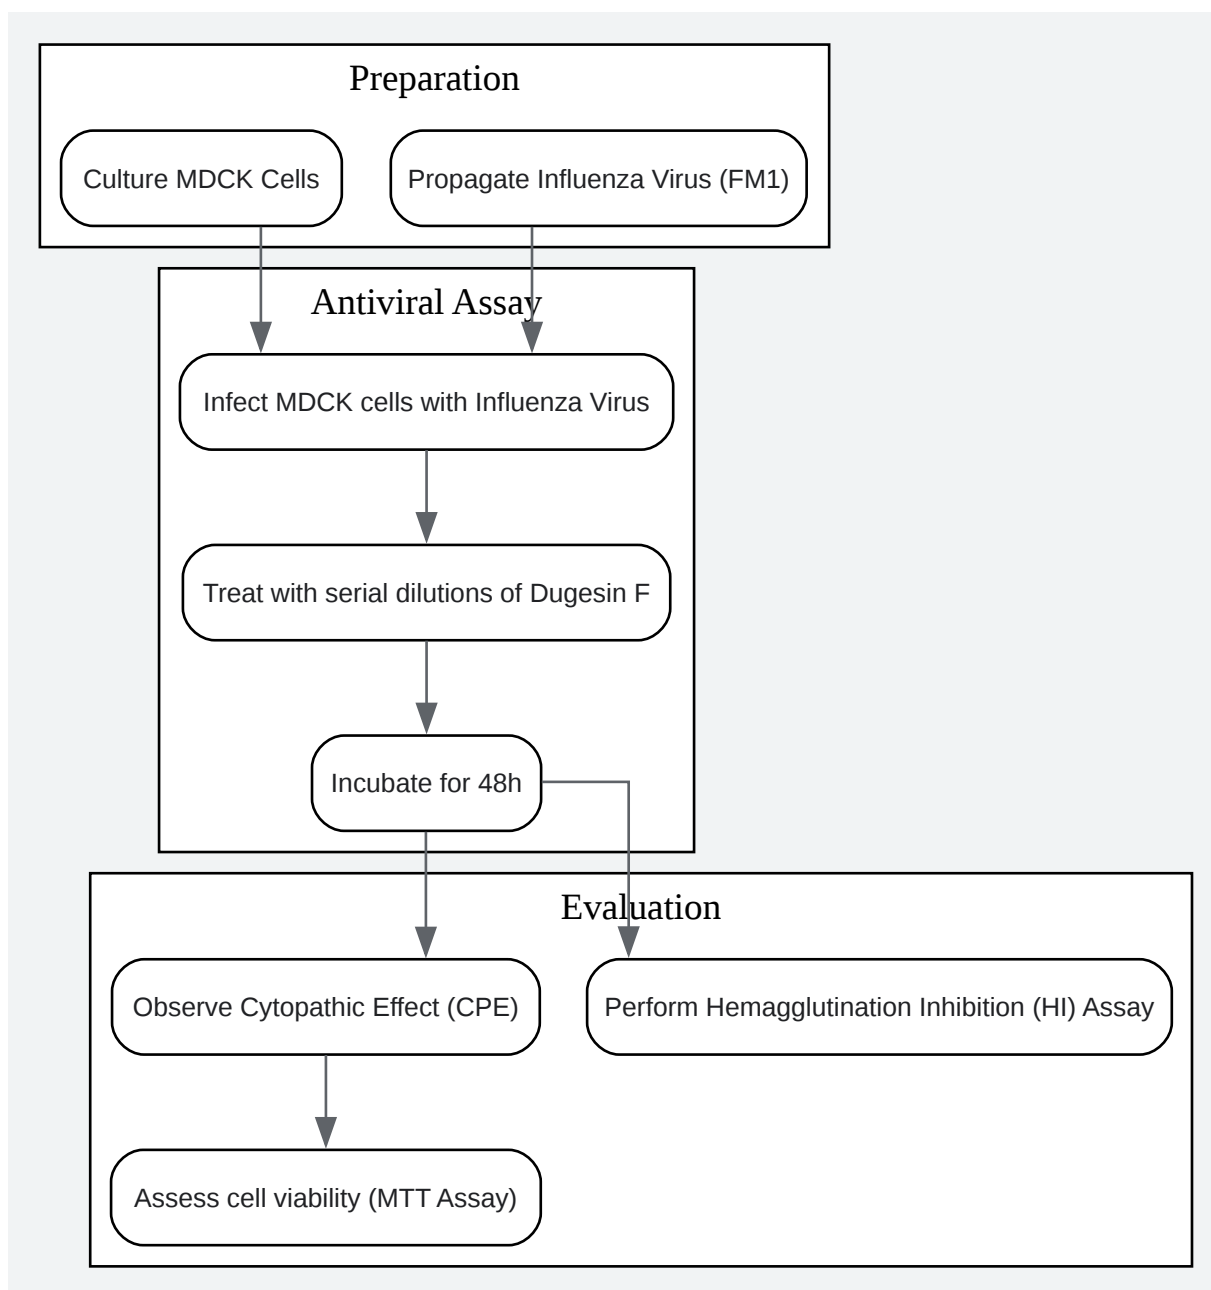 Preparation
Culture MDCK Cells
Propagate Influenza Virus (FM1)
Antiviral Assay
Infect MDCK cells with Influenza Virus
Treat with serial dilutions of Dugesin F
Incubate for 48h
Evaluation
Observe Cytopathic Effect (CPE)
Perform Hemagglutination Inhibition (HI) Assay
Assess cell viability (MTT Assay)